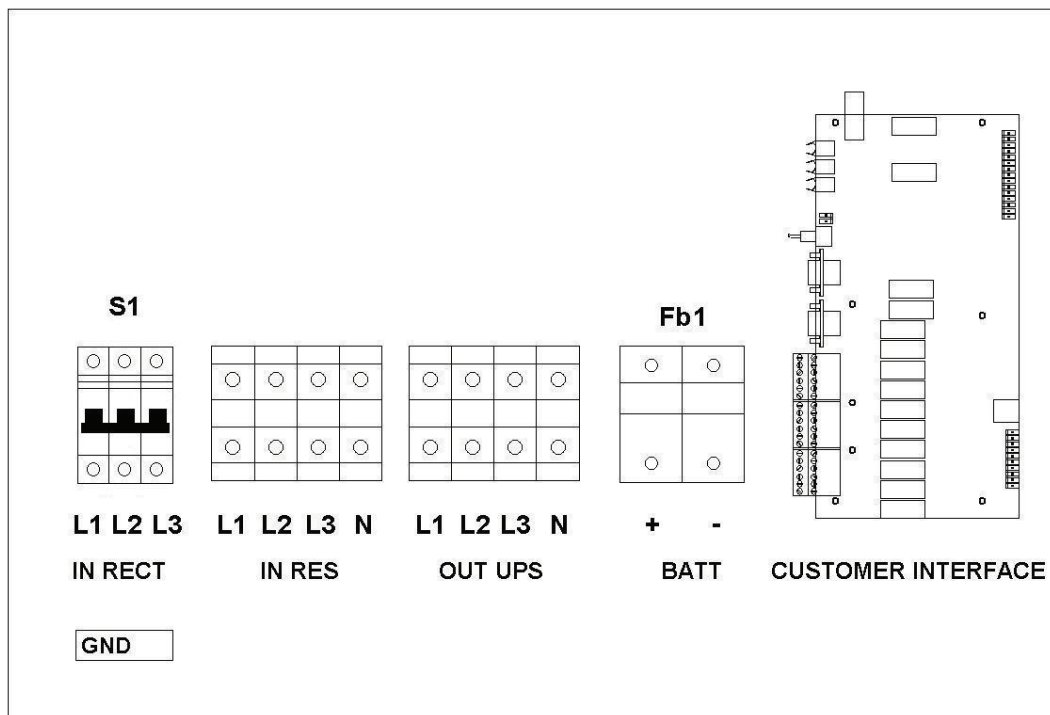 S1
Fb1
L1 L2 L3
L1 L2 L3 N
L1 L2 L3 N
+ -
IN RECT
IN RES
OUT UPS
BATT
CUSTOMER INTERFACE
GND